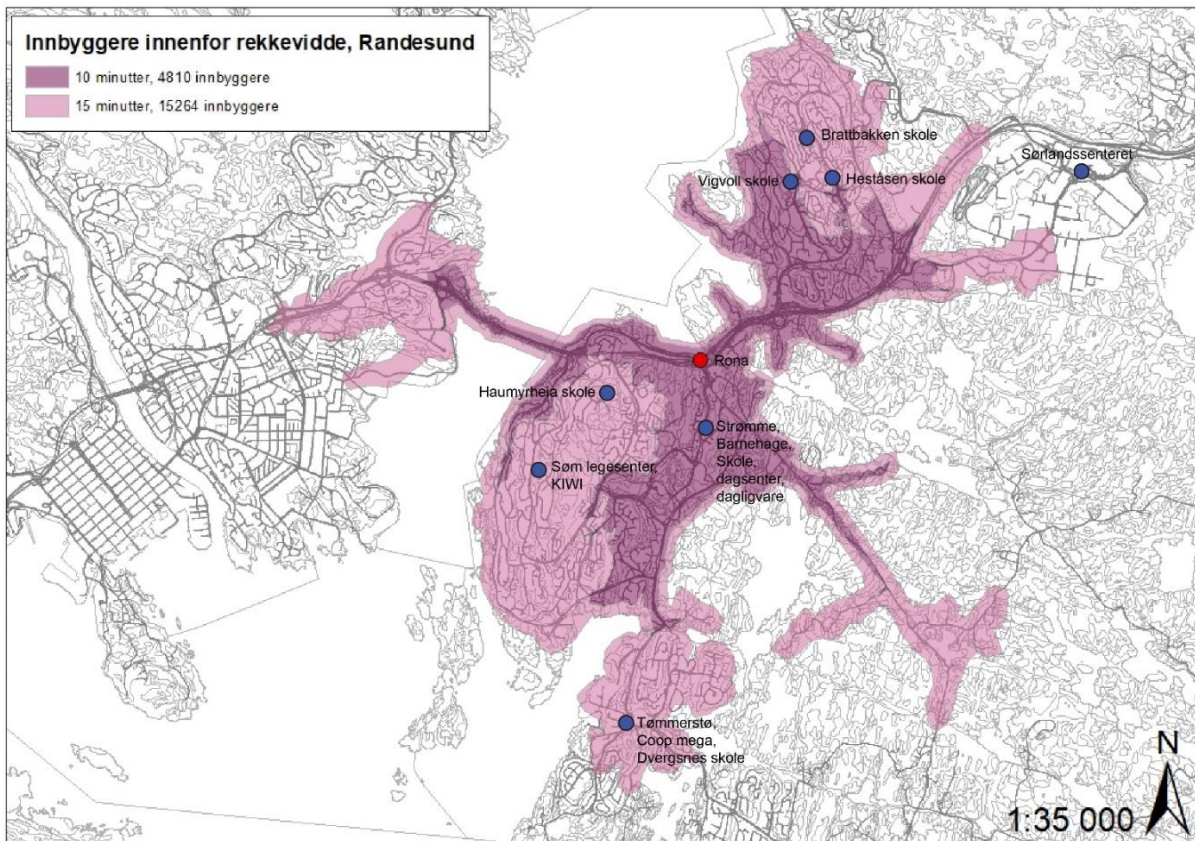 Innbyggere innenfor rekkevidde, Randesund
10 minutter, 4810 innbyggere
15 minutter, 15264 innbyggere
Brattbakken skole
Sørlandssenteret
Vigvoll skole
Heståsen skole
Rona
Haumyrheia skole
Strømme,
Barnehage,
Skole,
dagsenter,
dagligvare
Søm legesenter,
KIWI
Tømmerstø,
Coop mega,
Dvergsnes skole
N
1:35 000